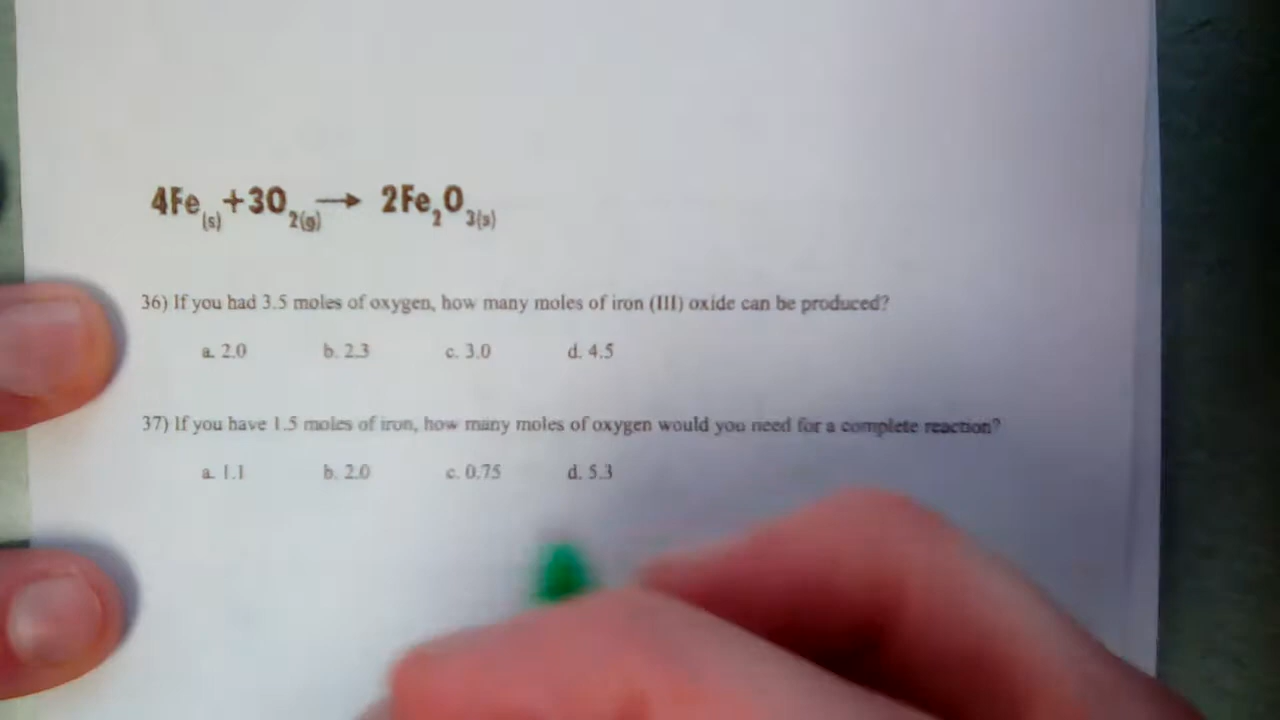 4Fe(s)+3O2(g)→ 2Fe2O3(s)
36) If you had 3.5 moles of oxygen, how many moles of iron (III) oxide can be produced?
a. 2.0 b. 2.3 c. 3.0 d. 4.5
37) If you have 1.5 moles of iron, how many moles of oxygen would you need for a complete reaction?
a. 1.1 b. 2.0 c. 0.75 d. 5.3